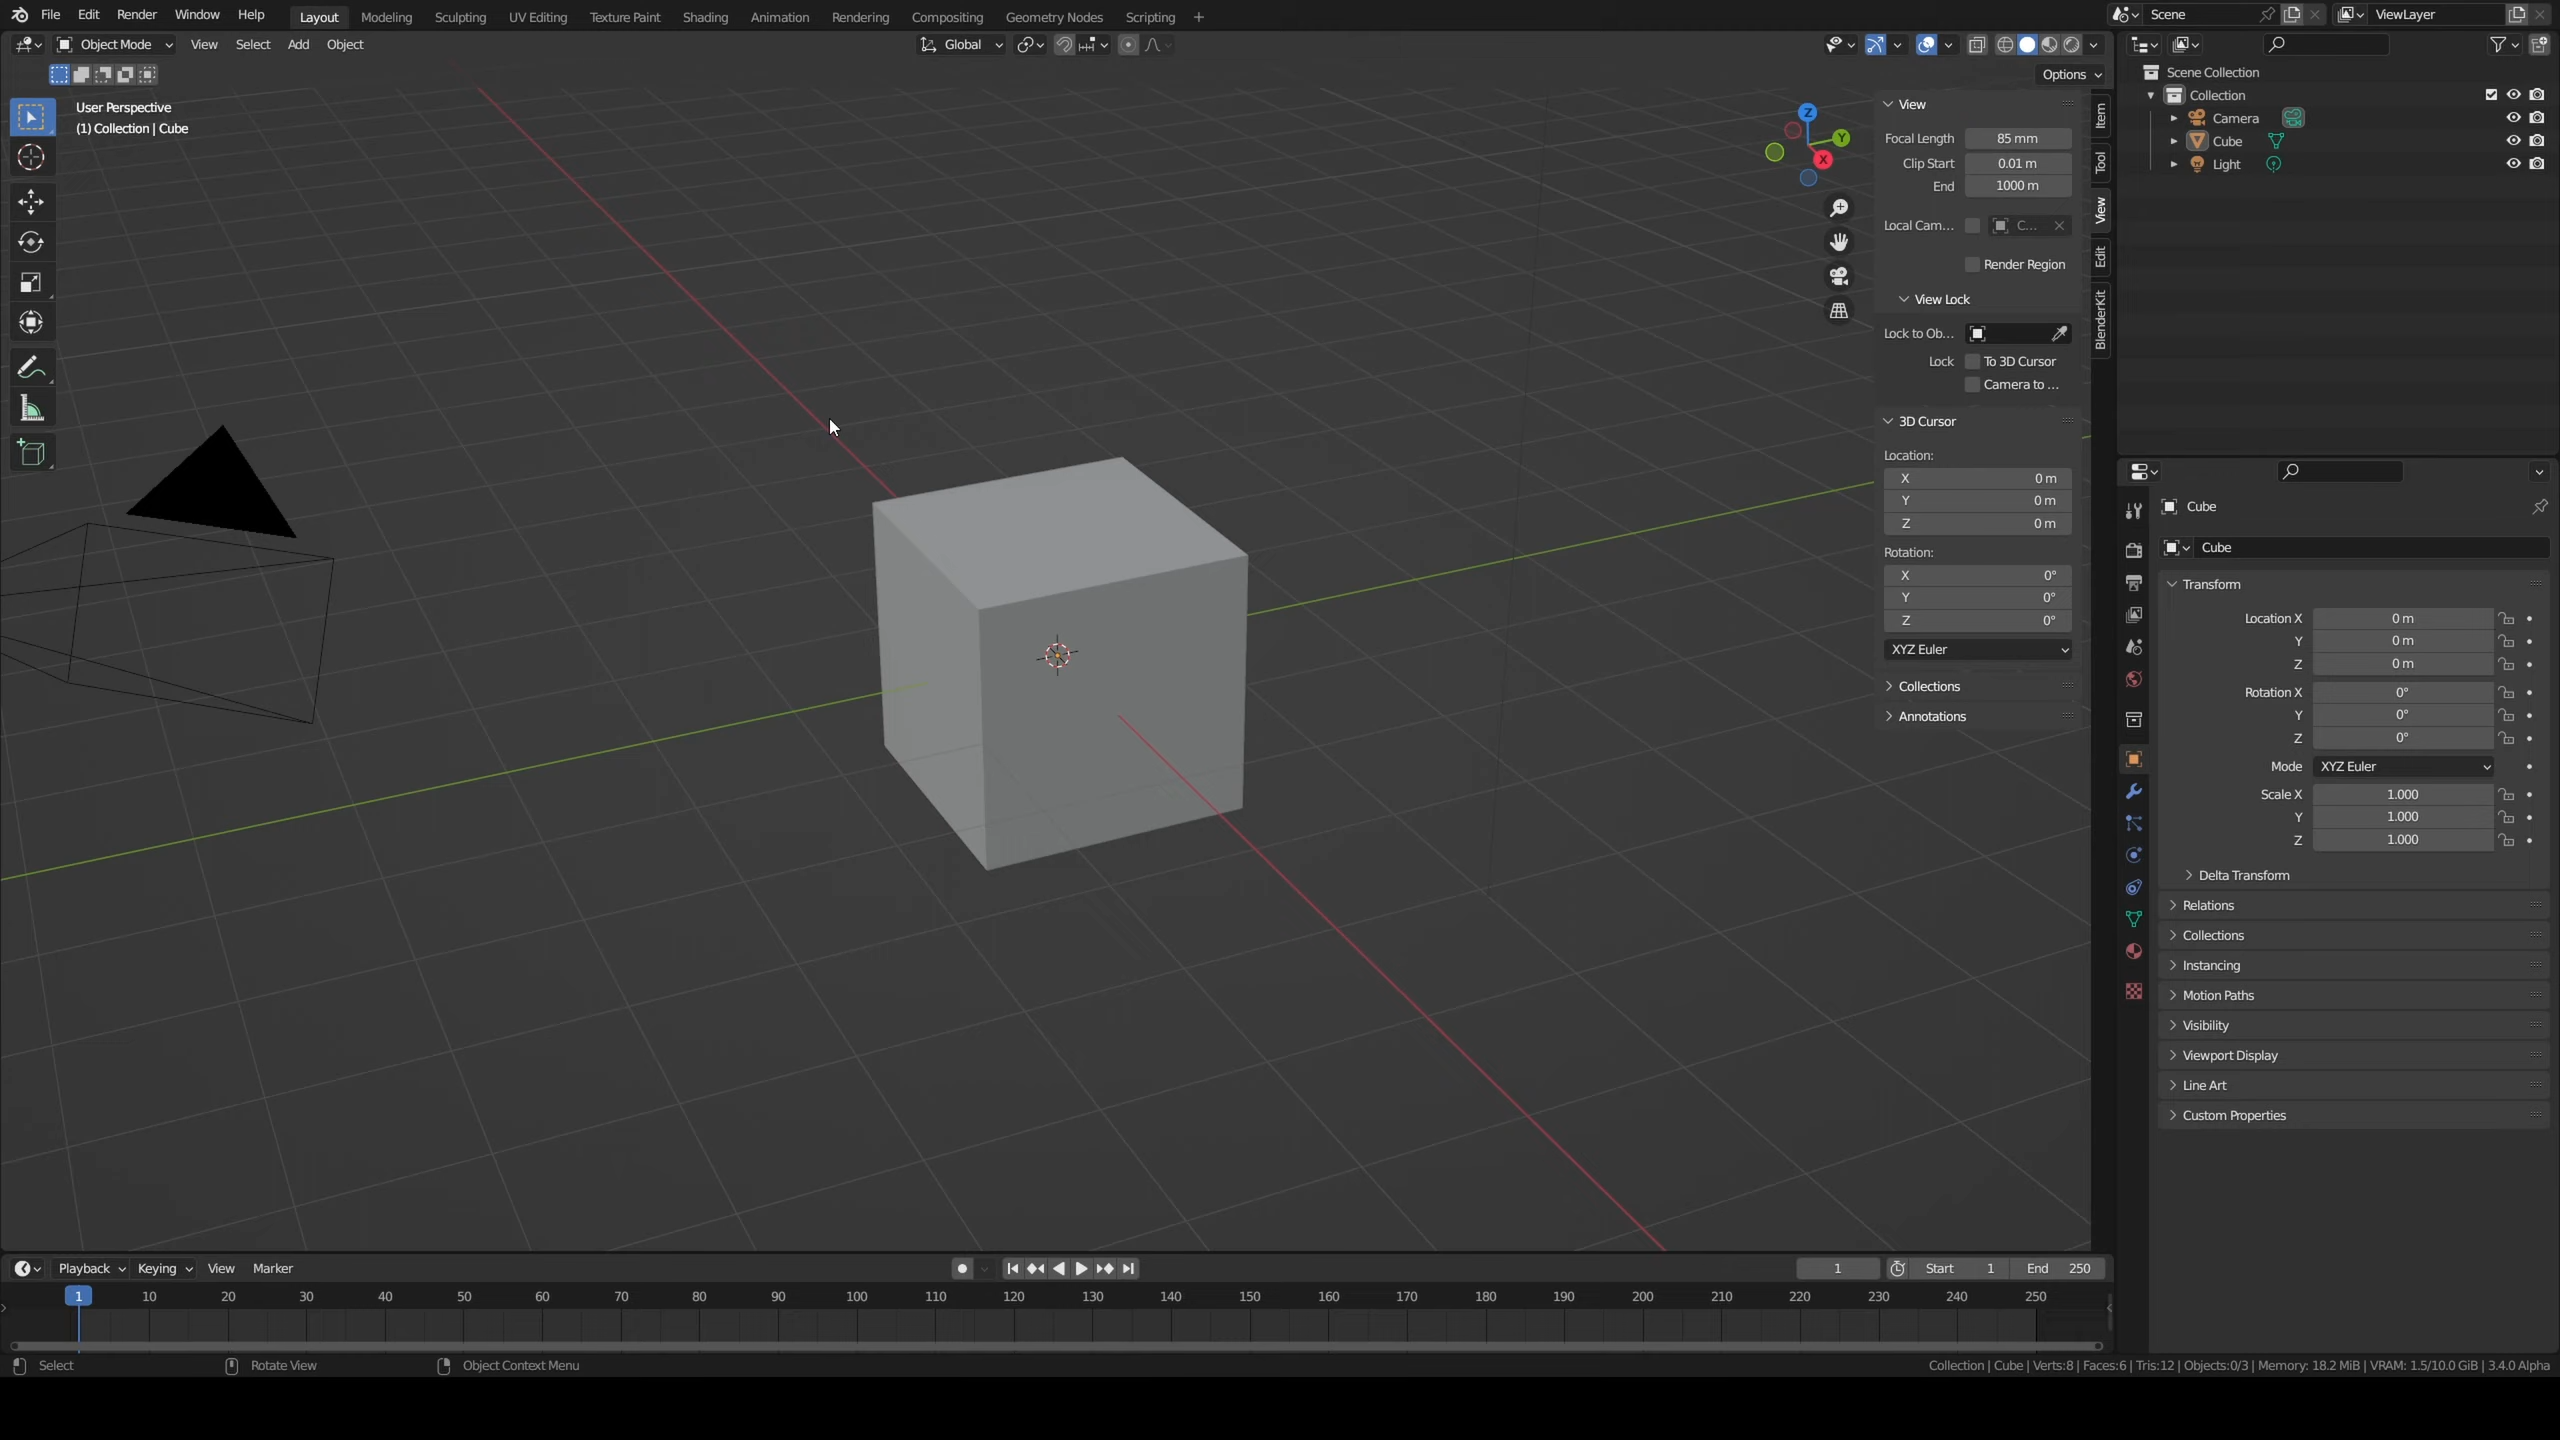 File Edit Render Window Help Layout Modeling Sculpting UV Editing Texture Paint Shading Animation Rendering Compositing Geometry Nodes Scripting + Scene ViewLayer
Object Mode View Select Add Object Global
Options
User Perspective
(1) Collection | Cube
Z
Y
X
View
Focal Length 85 mm
Clip Start 0.01 m
End 1000 m
Local Cam... C...
Render Region
View Lock
Lock to Ob...
Lock To 3D Cursor
Camera to ...
3D Cursor
Location:
X 0 m
Y 0 m
Z 0 m
Rotation:
X 0°
Y 0°
Z 0°
XYZ Euler
Collections
Annotations
Item
Tool
View
Edit
BlenderKit
Scene Collection
Collection
Camera
Cube
Light
Cube
Cube
Transform
Location X 0 m
Y 0 m
Z 0 m
Rotation X 0°
Y 0°
Z 0°
Mode XYZ Euler
Scale X 1.000
Y 1.000
Z 1.000
Delta Transform
Relations
Collections
Instancing
Motion Paths
Visibility
Viewport Display
Line Art
Custom Properties
Playback Keying View Marker 1 Start 1 End 250
1 10 20 30 40 50 60 70 80 90 100 110 120 130 140 150 160 170 180 190 200 210 220 230 240 250
Select Rotate View Object Context Menu Collection | Cube | Verts:8 | Faces:6 | Tris:12 | Objects:0/3 | Memory: 18.2 MiB | VRAM: 1.5/10.0 GiB | 3.4.0 Alpha